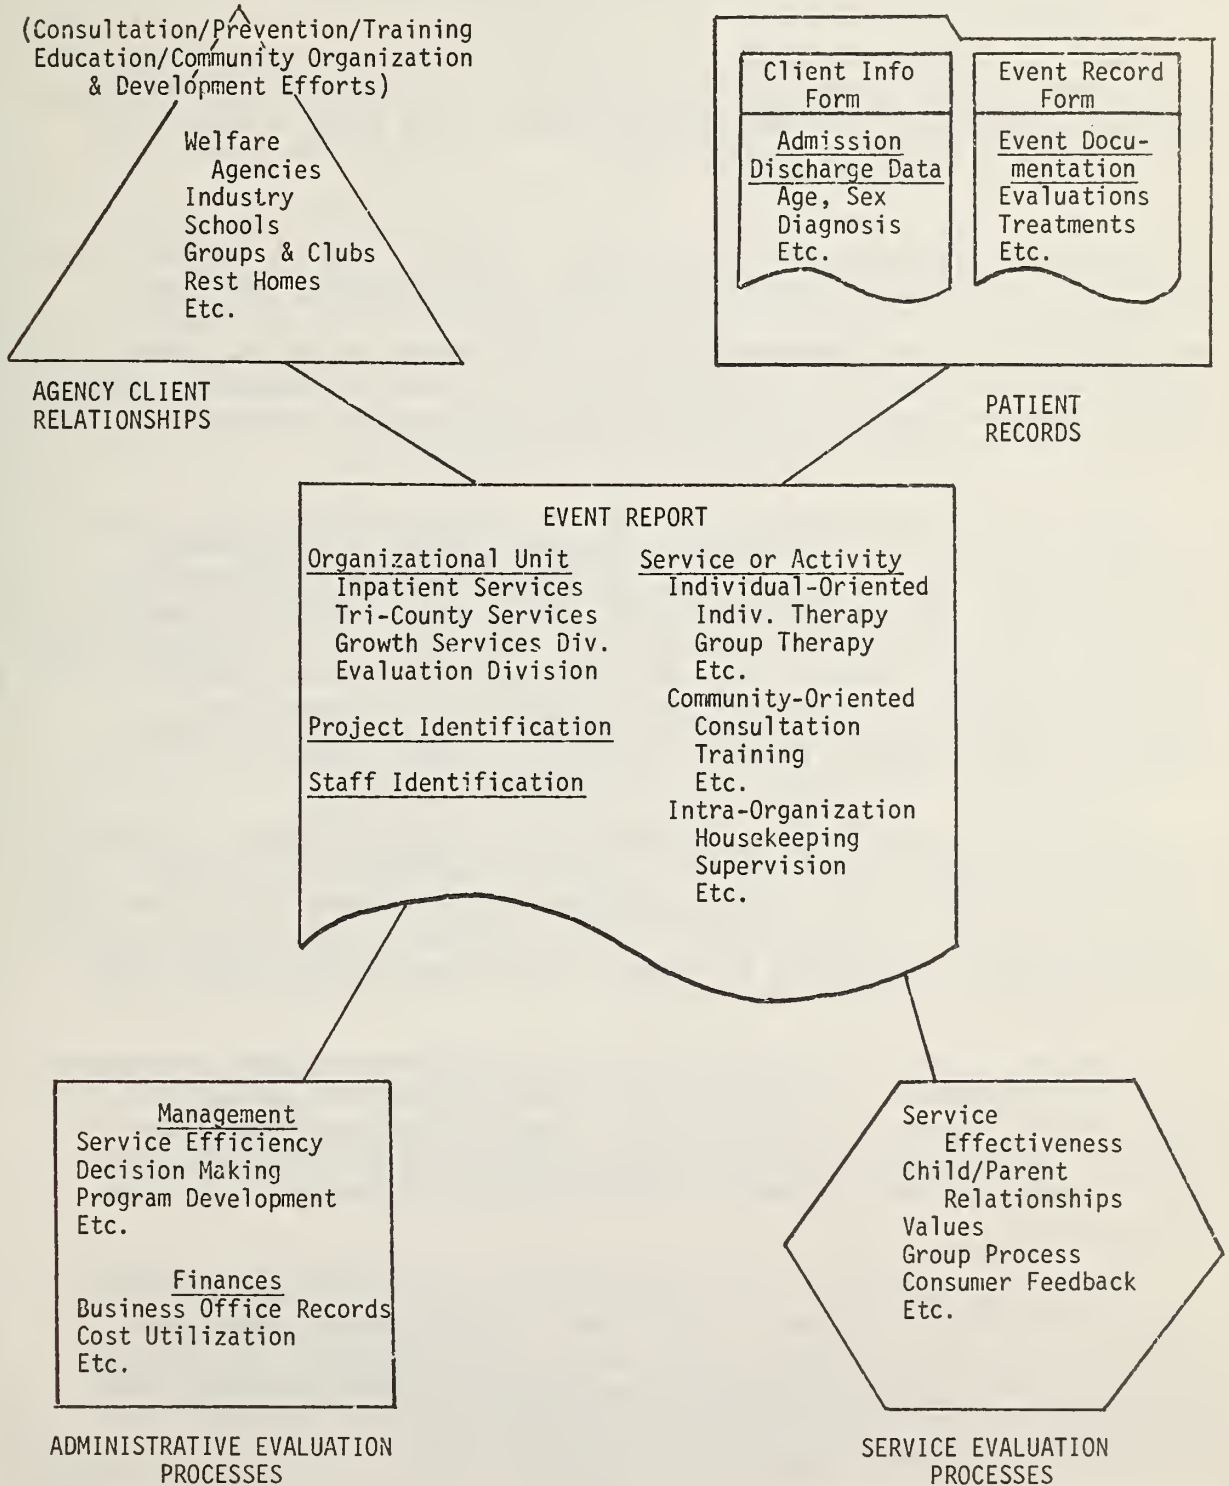 (Consultation/Prevention/Training
Education/Community Organization
& Development Efforts)
Welfare
Agencies
Industry
Schools
Groups & Clubs
Rest Homes
Etc.
AGENCY CLIENT
RELATIONSHIPS
Client Info
Form
Admission
Discharge Data
Age, Sex
Diagnosis
Etc.
Event Record
Form
Event Docu-
mentation
Evaluations
Treatments
Etc.
PATIENT
RECORDS
EVENT REPORT
Organizational Unit
Inpatient Services
Tri-County Services
Growth Services Div.
Evaluation Division
Project Identification
Staff Identification
Service or Activity
Individual-Oriented
Indiv. Therapy
Group Therapy
Etc.
Community-Oriented
Consultation
Training
Etc.
Intra-Organization
Housekeeping
Supervision
Etc.
Management
Service Efficiency
Decision Making
Program Development
Etc.
Finances
Business Office Records
Cost Utilization
Etc.
ADMINISTRATIVE EVALUATION
PROCESSES
Service
Effectiveness
Child/Parent
Relationships
Values
Group Process
Consumer Feedback
Etc.
SERVICE EVALUATION
PROCESSES